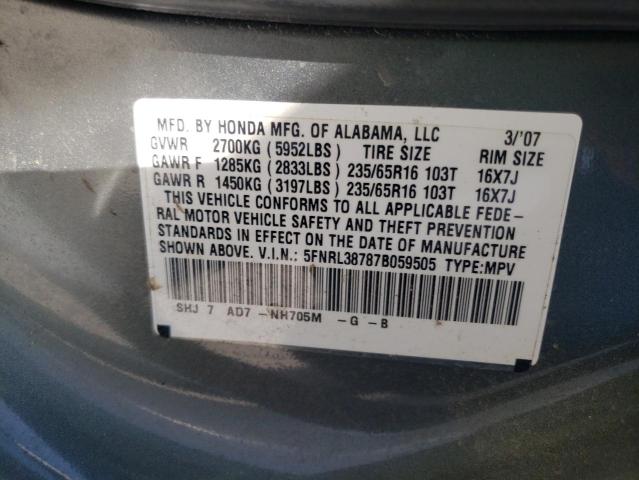 MFD. BY HONDA MFG. OF ALABAMA, LLC 3/'07
GVWR 2700KG (5952LBS) TIRE SIZE RIM SIZE
GAWR F 1285KG (2833LBS) 235/65R16 103T 16X7J
GAWR R 1450KG (3197LBS) 235/65R16 103T 16X7J
THIS VEHICLE CONFORMS TO ALL APPLICABLE FEDE-
RAL MOTOR VEHICLE SAFETY AND THEFT PREVENTION
STANDARDS IN EFFECT ON THE DATE OF MANUFACTURE
SHOWN ABOVE. V.I.N.: 5FNRL38787B059505 TYPE:MPV
SHJ 7 AD7 -NH705M -G -B